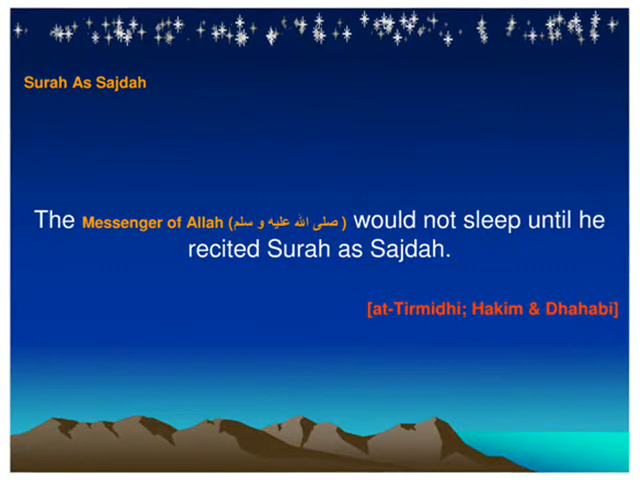 Surah As Sajdah
The Messenger of Allah (صلى الله عليه و سلم ) would not sleep until he
recited Surah as Sajdah.
[at-Tirmidhi; Hakim & Dhahabi]